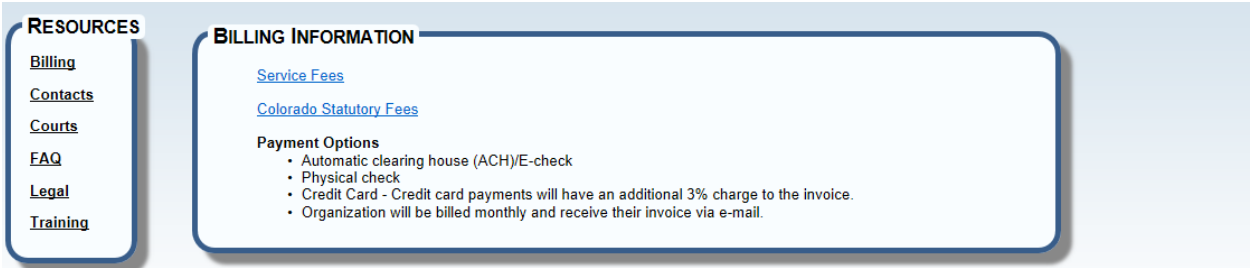 RESOURCES
Billing
Contacts
Courts
FAQ
Legal
Training
BILLING INFORMATION
Service Fees
Colorado Statutory Fees
Payment Options
• Automatic clearing house (ACH)/E-check
• Physical check
• Credit Card - Credit card payments will have an additional 3% charge to the invoice.
• Organization will be billed monthly and receive their invoice via e-mail.